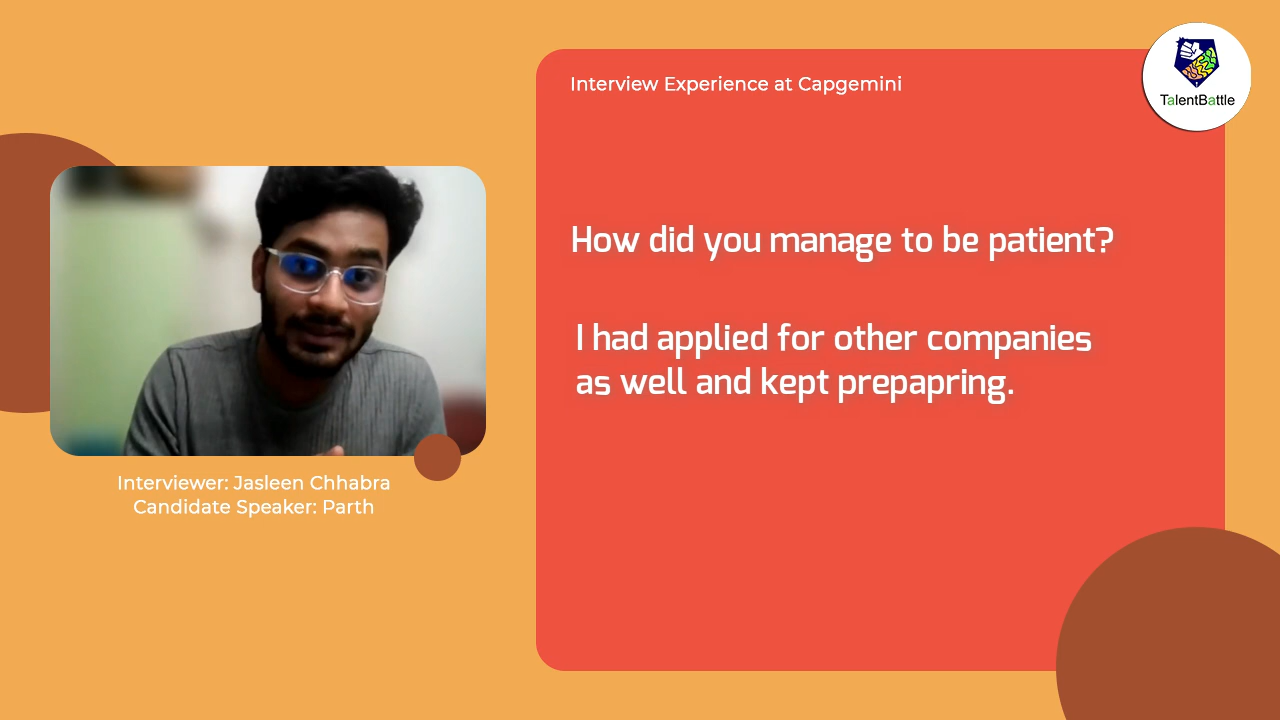 Interview Experience at Capgemini
TalentBattle
How did you manage to be patient?
I had applied for other companies
as well and kept prepapring.
Interviewer: Jasleen Chhabra
Candidate Speaker: Parth